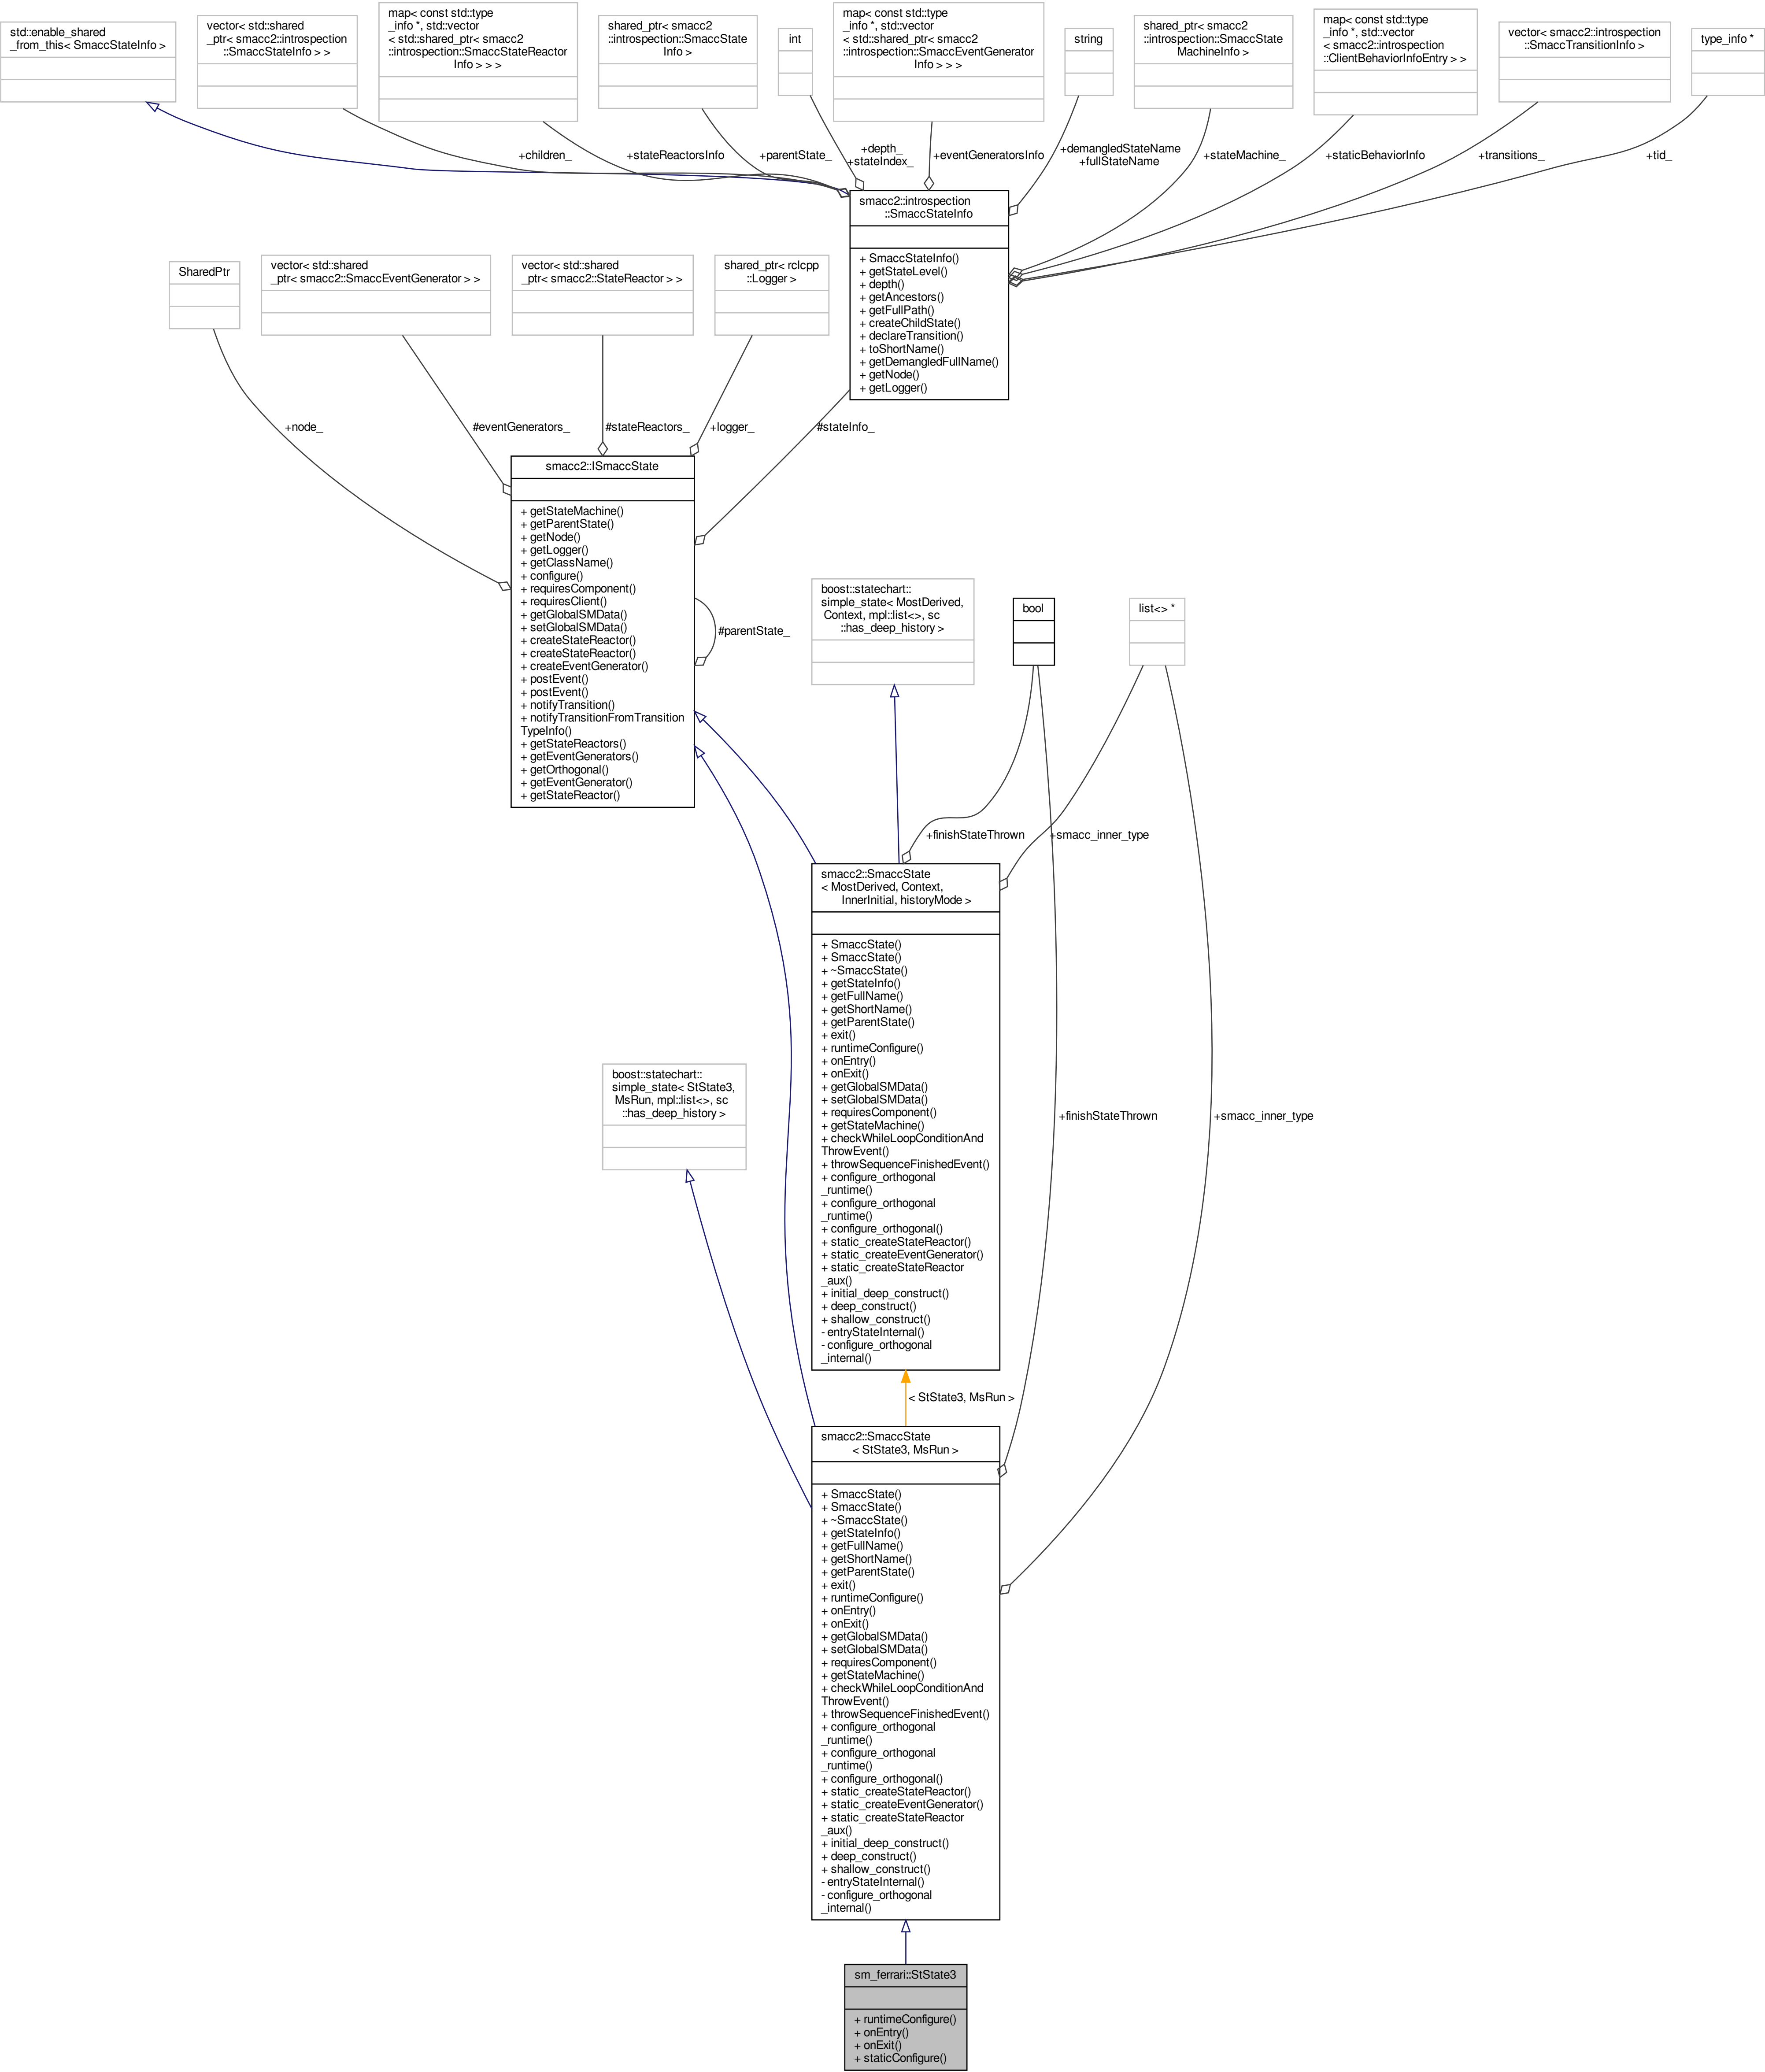 std::enable_shared
_from_this< SmaccStateInfo >
vector< std::shared
_ptr< smacc2::introspection
::SmaccStateInfo > >
map< const std::type
_info *, std::vector
< std::shared_ptr< smacc2
::introspection::SmaccStateReactor
Info > > >
shared_ptr< smacc2
::introspection::SmaccState
Info >
int
map< const std::type
_info *, std::vector
< std::shared_ptr< smacc2
::introspection::SmaccEventGenerator
Info > > >
string
shared_ptr< smacc2
::introspection::SmaccState
MachineInfo >
map< const std::type
_info *, std::vector
< smacc2::introspection
::ClientBehaviorInfoEntry > >
vector< smacc2::introspection
::SmaccTransitionInfo >
type_info *
+children_
+stateReactorsInfo
+parentState_
+depth_
+stateIndex_
+eventGeneratorsInfo
+demangledStateName
+fullStateName
+stateMachine_
+staticBehaviorInfo
+transitions_
+tid_
smacc2::introspection
::SmaccStateInfo
+ SmaccStateInfo()
+ getStateLevel()
+ depth()
+ getAncestors()
+ getFullPath()
+ createChildState()
+ declareTransition()
+ toShortName()
+ getDemangledFullName()
+ getNode()
+ getLogger()
SharedPtr
vector< std::shared
_ptr< smacc2::SmaccEventGenerator > >
vector< std::shared
_ptr< smacc2::StateReactor > >
shared_ptr< rclcpp
::Logger >
+node_
#eventGenerators_
#stateReactors_
+logger_
#stateInfo_
smacc2::ISmaccState
+ getStateMachine()
+ getParentState()
+ getNode()
+ getLogger()
+ getClassName()
+ configure()
+ requiresComponent()
+ requiresClient()
+ getGlobalSMData()
+ setGlobalSMData()
+ createStateReactor()
+ createStateReactor()
+ createEventGenerator()
+ postEvent()
+ postEvent()
+ notifyTransition()
+ notifyTransitionFromTransition
TypeInfo()
+ getStateReactors()
+ getEventGenerators()
+ getOrthogonal()
+ getEventGenerator()
+ getStateReactor()
#parentState_
boost::statechart::
simple_state< MostDerived,
Context, mpl::list<>, sc
::has_deep_history >
bool
list<> *
+finishStateThrown
+smacc_inner_type
smacc2::SmaccState
< MostDerived, Context,
InnerInitial, historyMode >
+ SmaccState()
+ SmaccState()
+ ~SmaccState()
+ getStateInfo()
+ getFullName()
+ getShortName()
+ getParentState()
+ exit()
+ runtimeConfigure()
+ onEntry()
+ onExit()
+ getGlobalSMData()
+ setGlobalSMData()
+ requiresComponent()
+ getStateMachine()
+ checkWhileLoopConditionAnd
ThrowEvent()
+ throwSequenceFinishedEvent()
+ configure_orthogonal
_runtime()
+ configure_orthogonal
_runtime()
+ configure_orthogonal()
+ static_createStateReactor()
+ static_createEventGenerator()
+ static_createStateReactor
_aux()
+ initial_deep_construct()
+ deep_construct()
+ shallow_construct()
- entryStateInternal()
- configure_orthogonal
_internal()
boost::statechart::
simple_state< StState3,
MsRun, mpl::list<>, sc
::has_deep_history >
+finishStateThrown
+smacc_inner_type
< StState3, MsRun >
smacc2::SmaccState
< StState3, MsRun >
+ SmaccState()
+ SmaccState()
+ ~SmaccState()
+ getStateInfo()
+ getFullName()
+ getShortName()
+ getParentState()
+ exit()
+ runtimeConfigure()
+ onEntry()
+ onExit()
+ getGlobalSMData()
+ setGlobalSMData()
+ requiresComponent()
+ getStateMachine()
+ checkWhileLoopConditionAnd
ThrowEvent()
+ throwSequenceFinishedEvent()
+ configure_orthogonal
_runtime()
+ configure_orthogonal
_runtime()
+ configure_orthogonal()
+ static_createStateReactor()
+ static_createEventGenerator()
+ static_createStateReactor
_aux()
+ initial_deep_construct()
+ deep_construct()
+ shallow_construct()
- entryStateInternal()
- configure_orthogonal
_internal()
sm_ferrari::StState3
+ runtimeConfigure()
+ onEntry()
+ onExit()
+ staticConfigure()